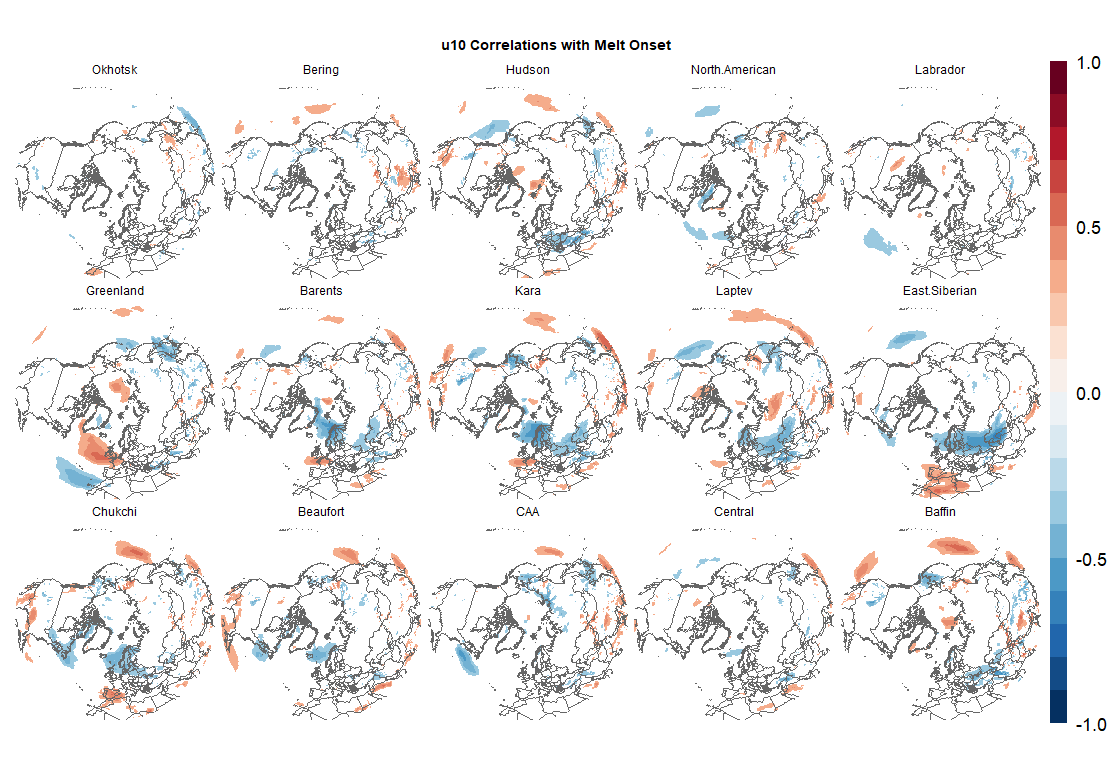 u10 Correlations with Melt Onset
Okhotsk Bering Hudson North.American Labrador
Greenland Barents Kara Laptev East.Siberian
Chukchi Beaufort CAA Central Baffin
1.0
0.5
0.0
-0.5
-1.0